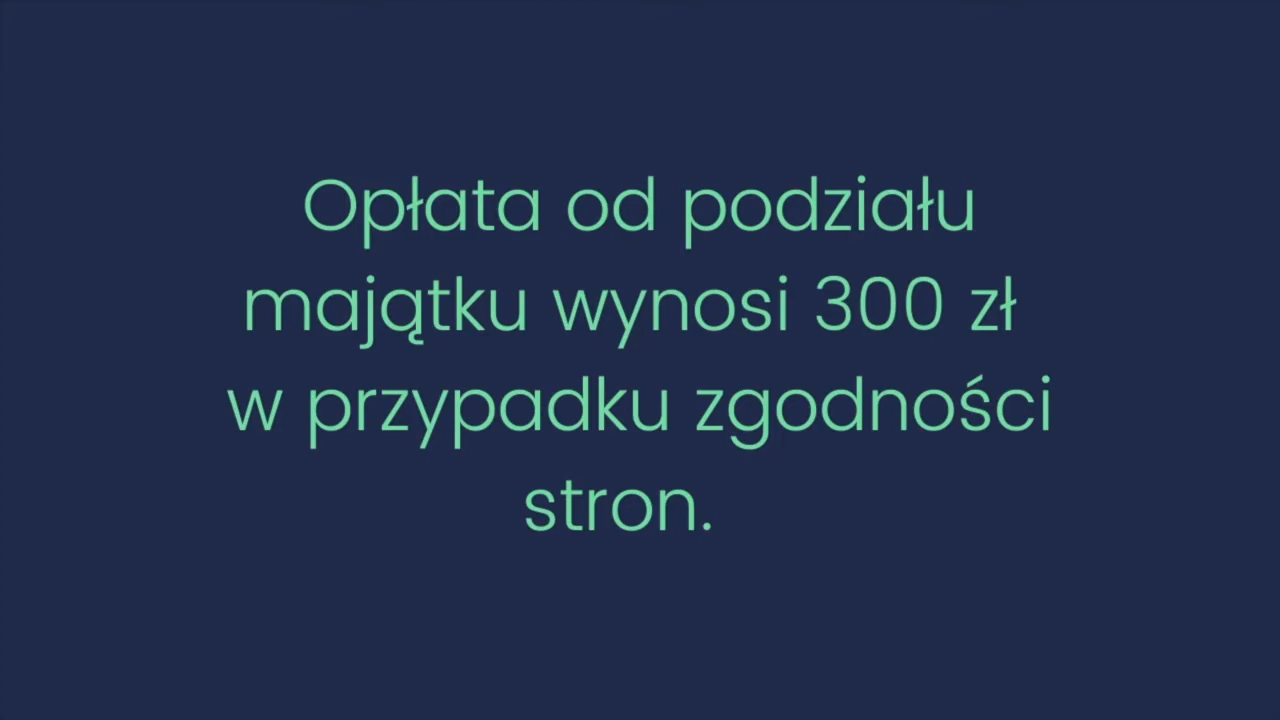 Opłata od podziału
majątku wynosi 300 zł
w przypadku zgodności
stron.